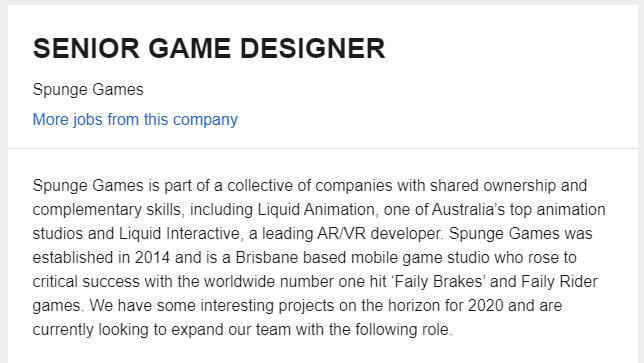 SENIOR GAME DESIGNER
Spunge Games
More jobs from this company
Spunge Games is part of a collective of companies with shared ownership and
complementary skills, including Liquid Animation, one of Australia’s top animation
studios and Liquid Interactive, a leading AR/VR developer. Spunge Games was
established in 2014 and is a Brisbane based mobile game studio who rose to
critical success with the worldwide number one hit ‘Faily Brakes’ and Faily Rider
games. We have some interesting projects on the horizon for 2020 and are
currently looking to expand our team with the following role.